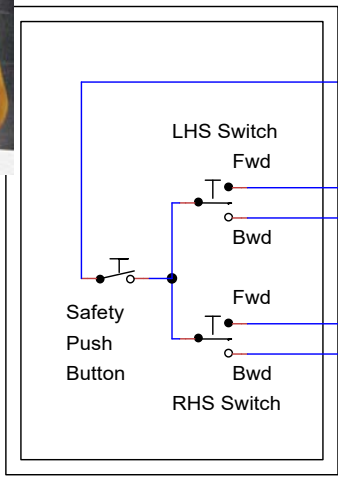 LHS Switch
Fwd
Bwd
Safety
Push
Button
Fwd
Bwd
RHS Switch